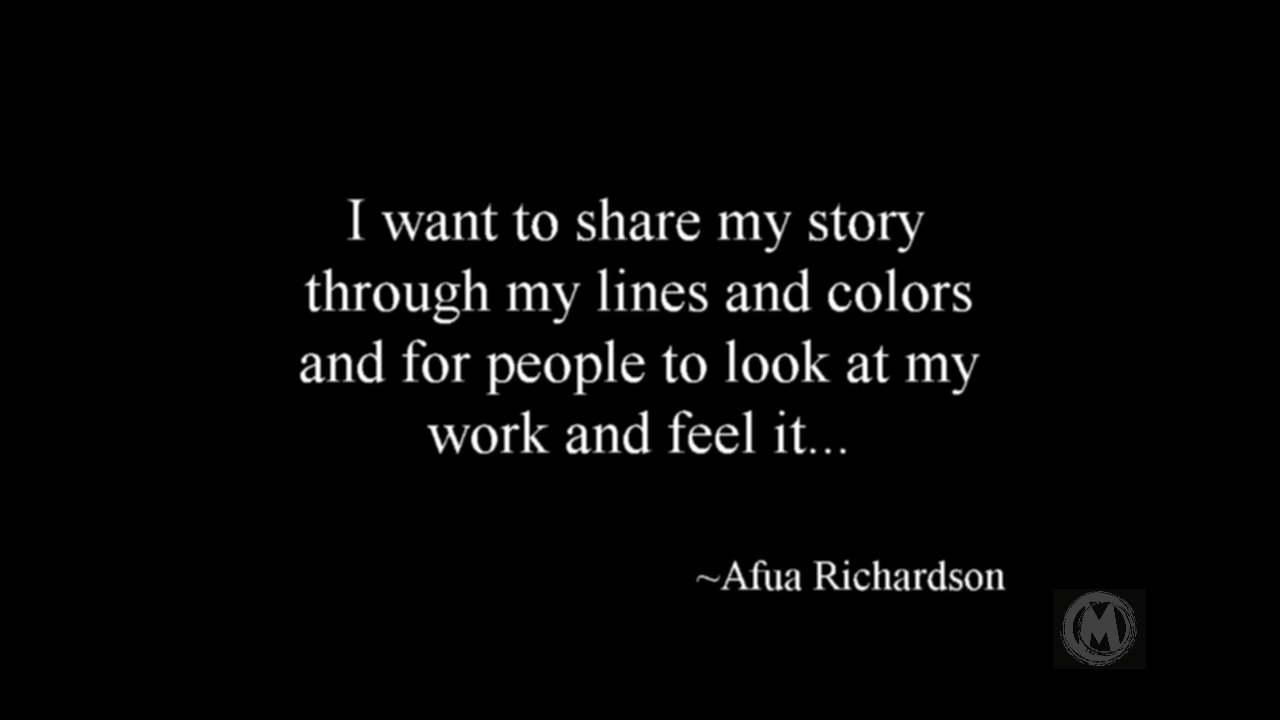 I want to share my story
through my lines and colors
and for people to look at my
work and feel it...
~Afua Richardson
M